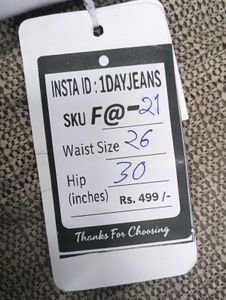 INSTA ID : 1DAYJEANS
SKU F@-21
Waist Size 26
Hip 30
(inches) Rs. 499 /-
Thanks For Choosing